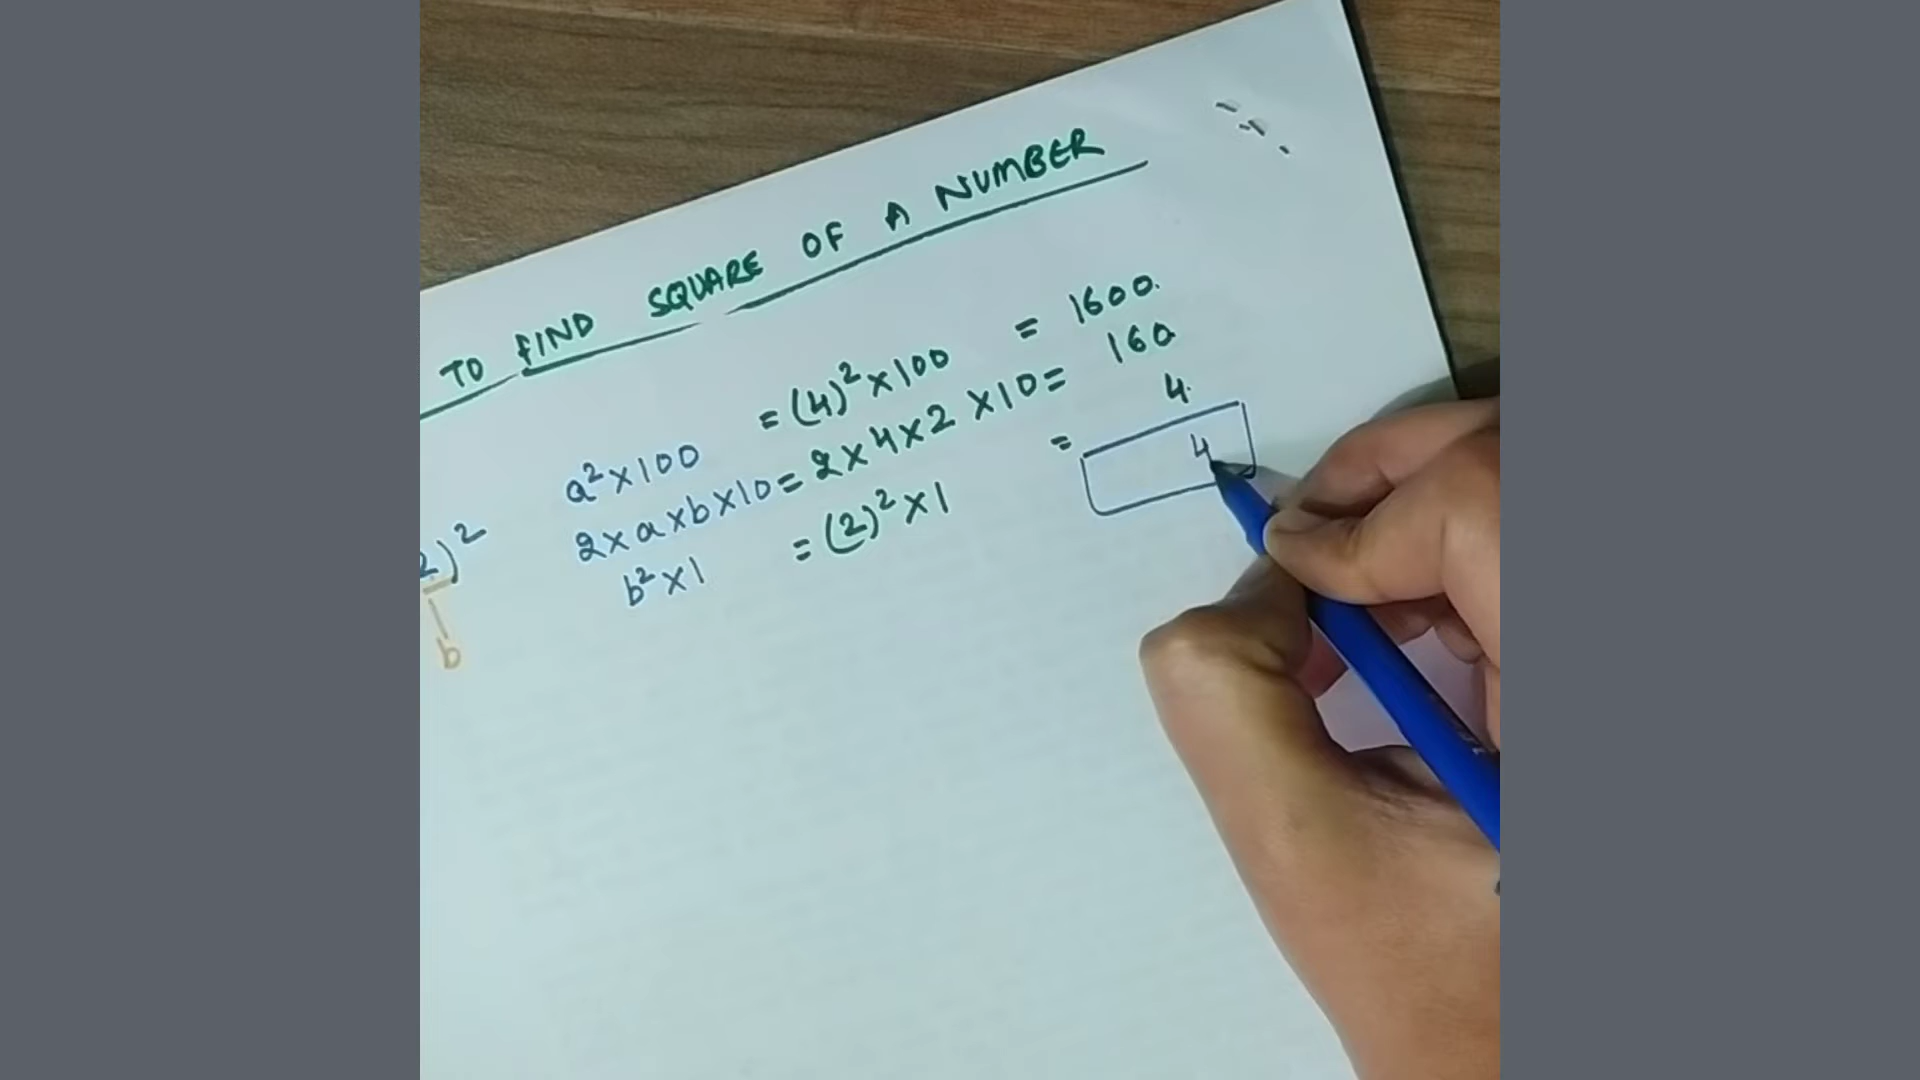 TO FIND SQUARE OF A NUMBER
a²×100 = (4)²×100 = 1600
2×a×b×10 = 2×4×2×10 = 160
b²×1 = (2)²×1 = 4
4
2)²
b